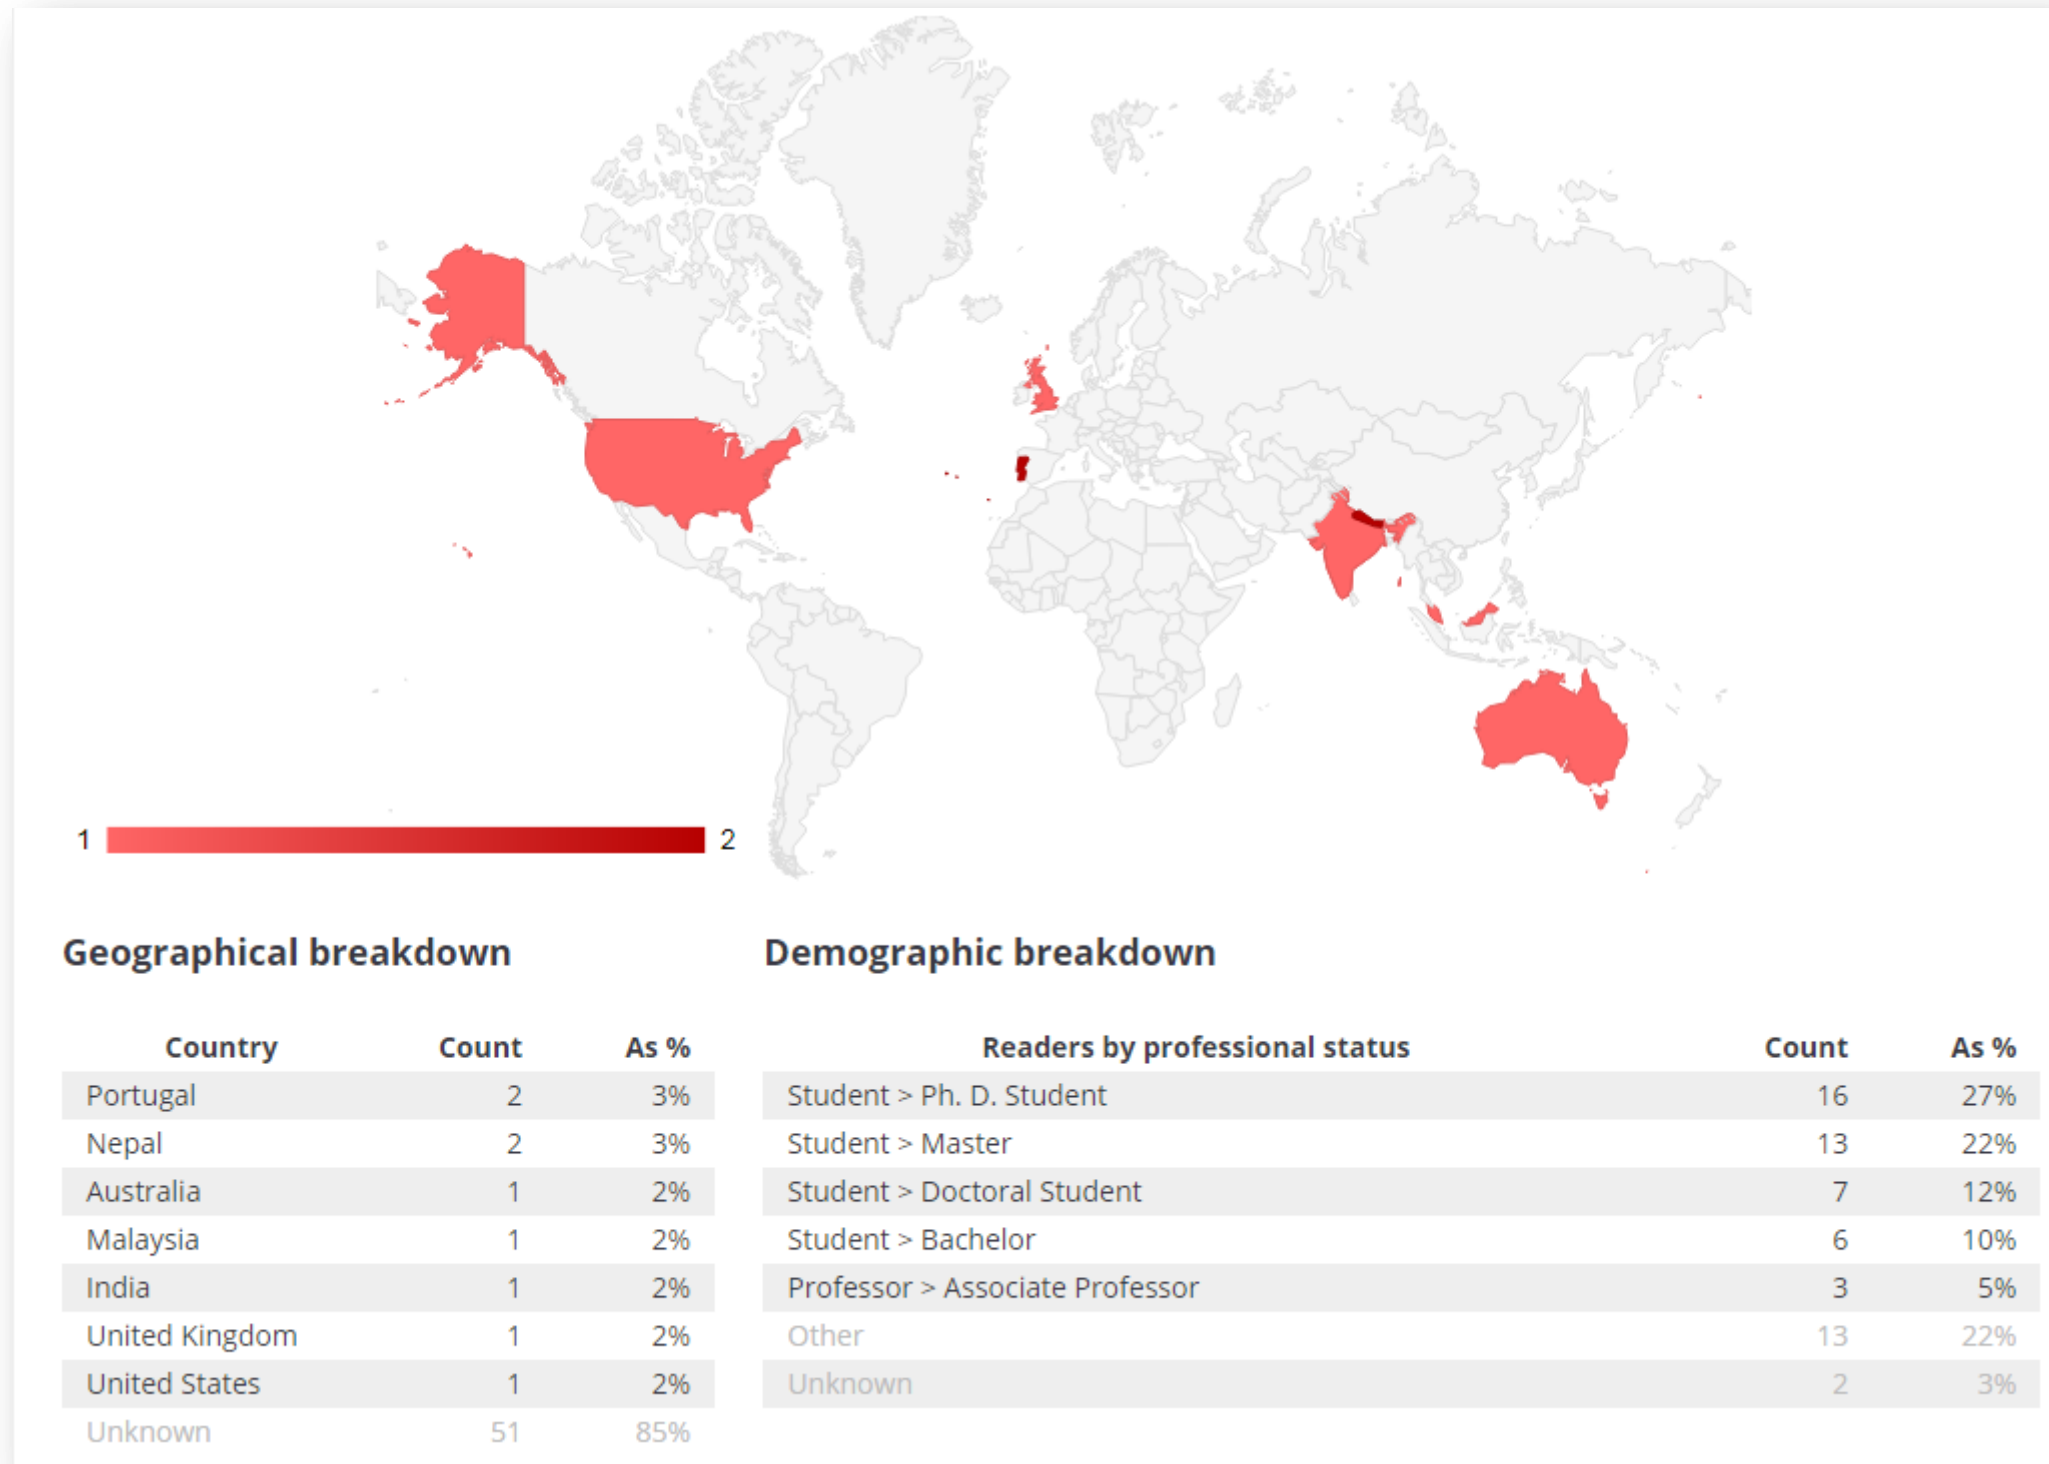 1 2
Geographical breakdown
Country Count As %
Portugal 2 3%
Nepal 2 3%
Australia 1 2%
Malaysia 1 2%
India 1 2%
United Kingdom 1 2%
United States 1 2%
Unknown 51 85%
Demographic breakdown
Readers by professional status Count As %
Student > Ph. D. Student 16 27%
Student > Master 13 22%
Student > Doctoral Student 7 12%
Student > Bachelor 6 10%
Professor > Associate Professor 3 5%
Other 13 22%
Unknown 2 3%